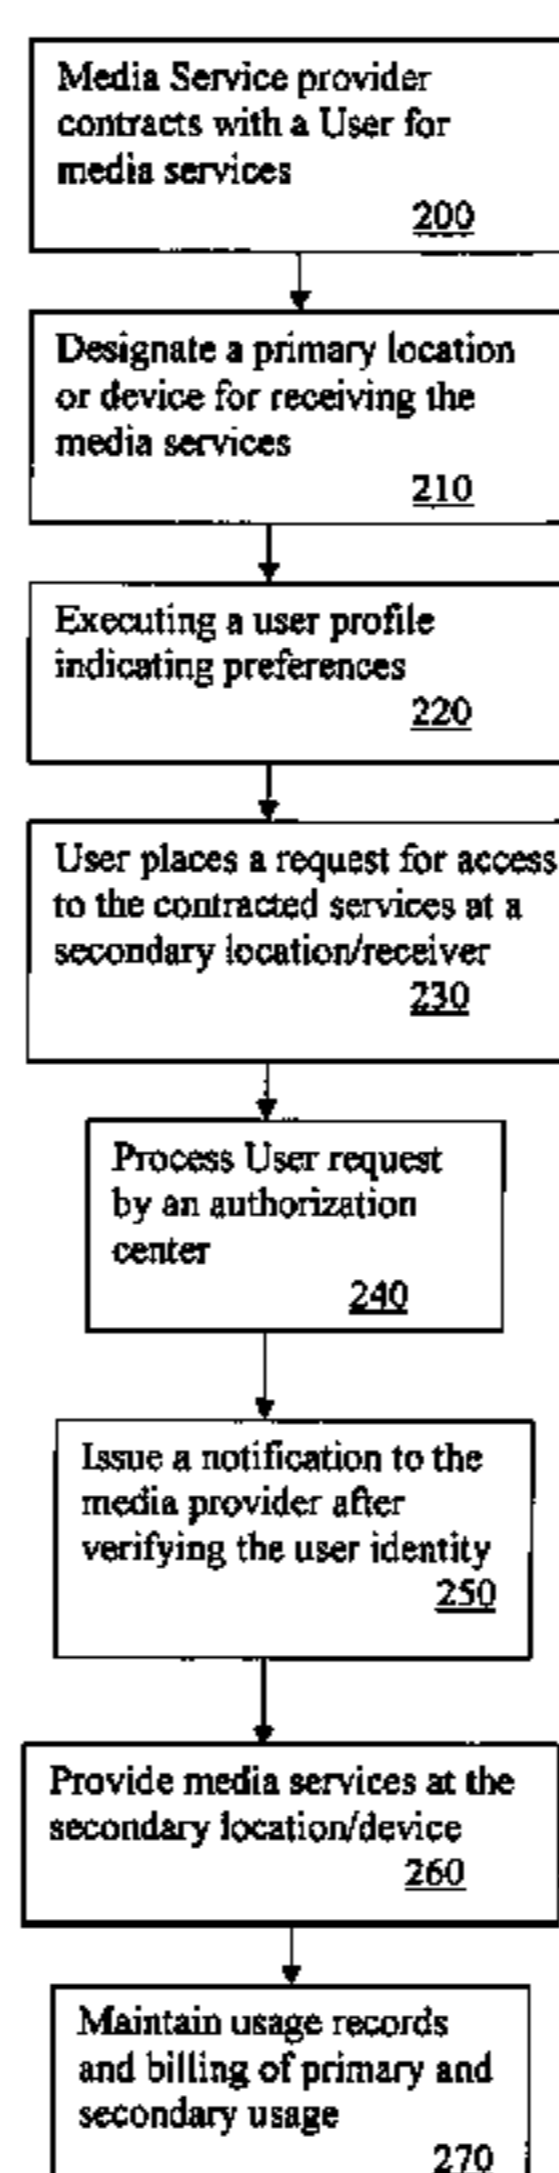 Media Service provider
contracts with a User for
media services
200
Designate a primary location
or device for receiving the
media services
210
Executing a user profile
indicating preferences
220
User places a request for access
to the contracted services at a
secondary location/receiver
230
Process User request
by an authorization
center
240
Issue a notification to the
media provider after
verifying the user identity
250
Provide media services at the
secondary location/device
260
Maintain usage records
and billing of primary and
secondary usage
270